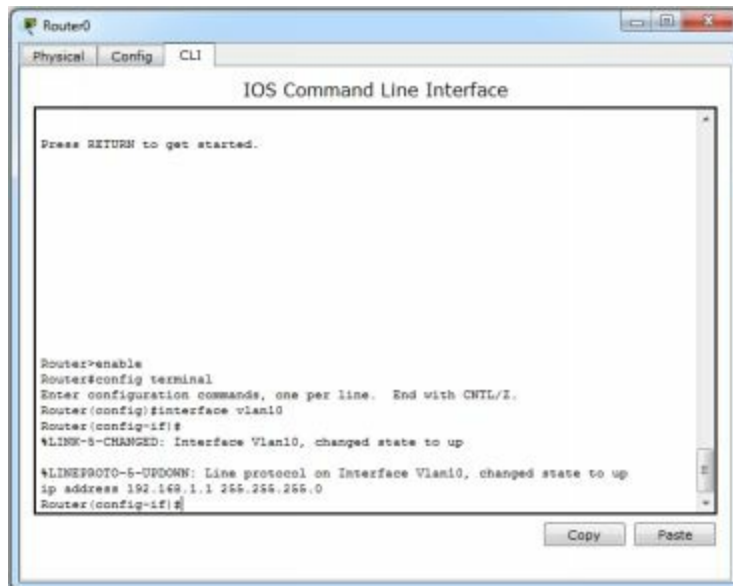 Router0
Physical Config CLI
IOS Command Line Interface
Press RETURN to get started.
Router>enable
Router#config terminal
Enter configuration commands, one per line. End with CNTL/Z.
Router(config)#interface vlan10
Router(config-if)#
%LINK-5-CHANGED: Interface Vlan10, changed state to up
%LINEPROTO-5-UPDOWN: Line protocol on Interface Vlan10, changed state to up
ip address 192.168.1.1 255.255.255.0
Router(config-if)#
Copy Paste